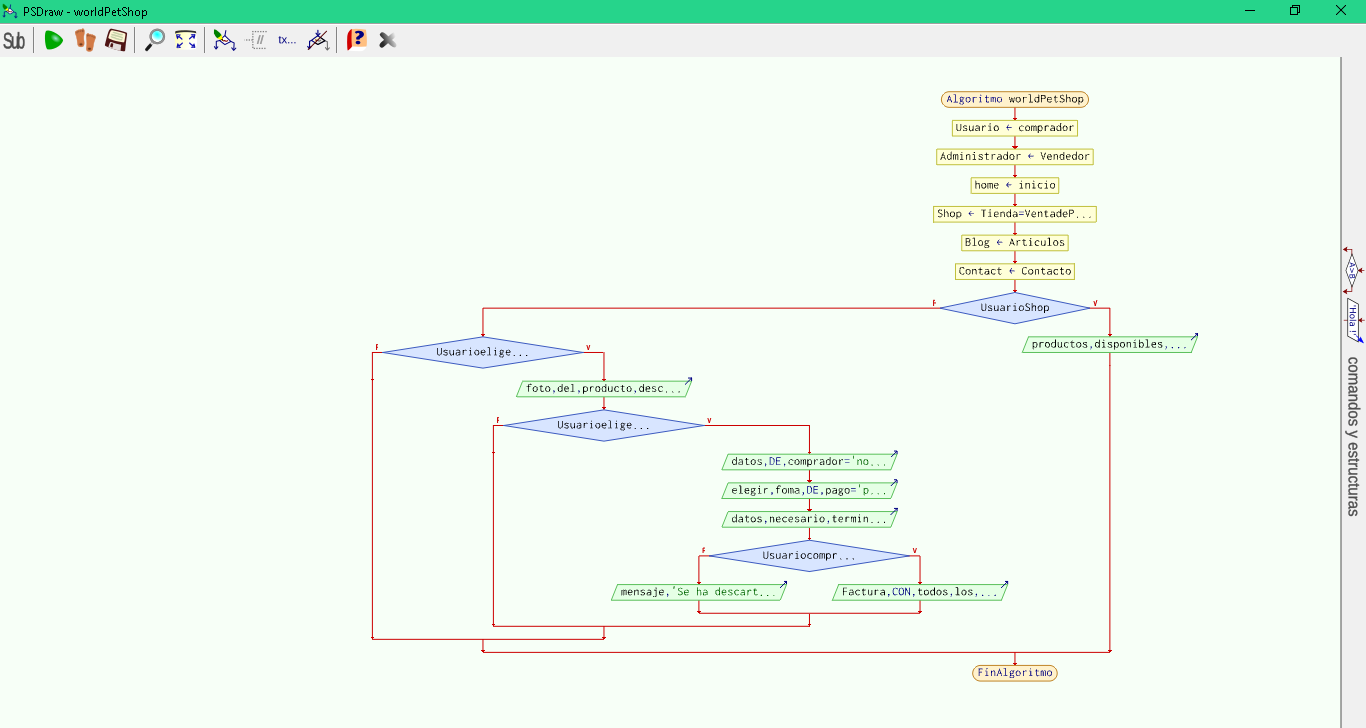 PSDraw - worldPetShop
Sub
tx...
Algoritmo worldPetShop
Usuario ← comprador
Administrador ← Vendedor
home ← inicio
Shop ← Tienda=VentadeP...
Blog ← Articulos
Contact ← Contacto
F
UsuarioShop
V
F
Usuarioelige...
V
productos,disponibles,...
foto,del,producto,desc...
F
Usuarioelige...
V
datos,DE,comprador='no...
elegir,foma,DE,pago='p...
datos,necesario,termin...
F
Usuariocompr...
V
mensaje,'Se ha descart...
Factura,CON,todos,los,...
FinAlgoritmo
A>B
'Hola !'
comandos y estructuras